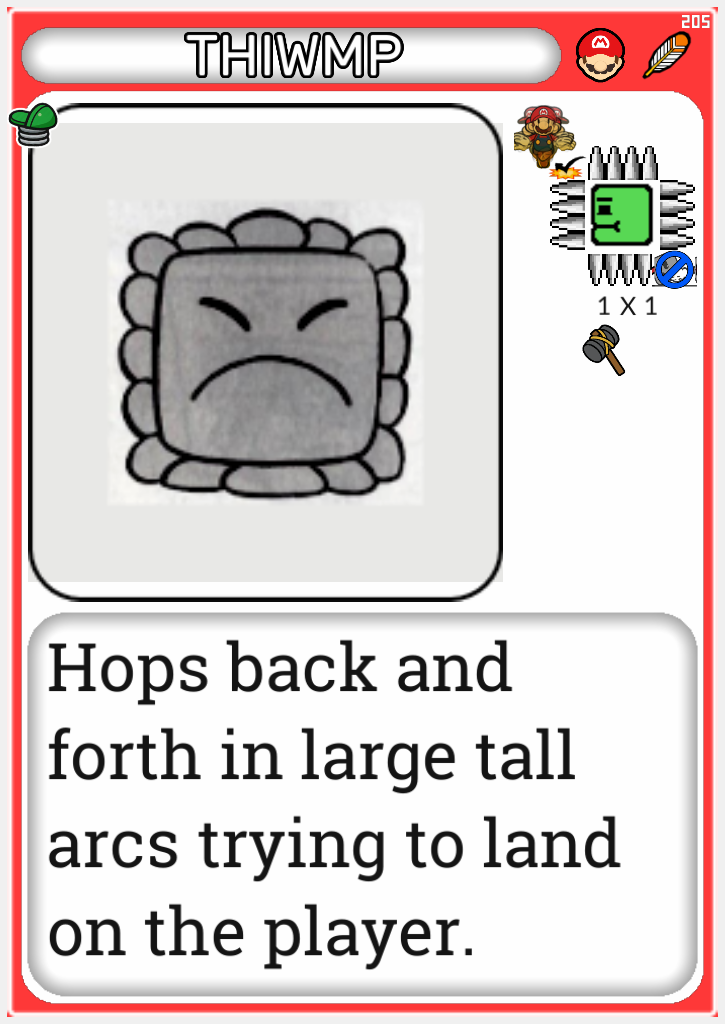 205
THIWMP
1 X 1
Hops back and
forth in large tall
arcs trying to land
on the player.